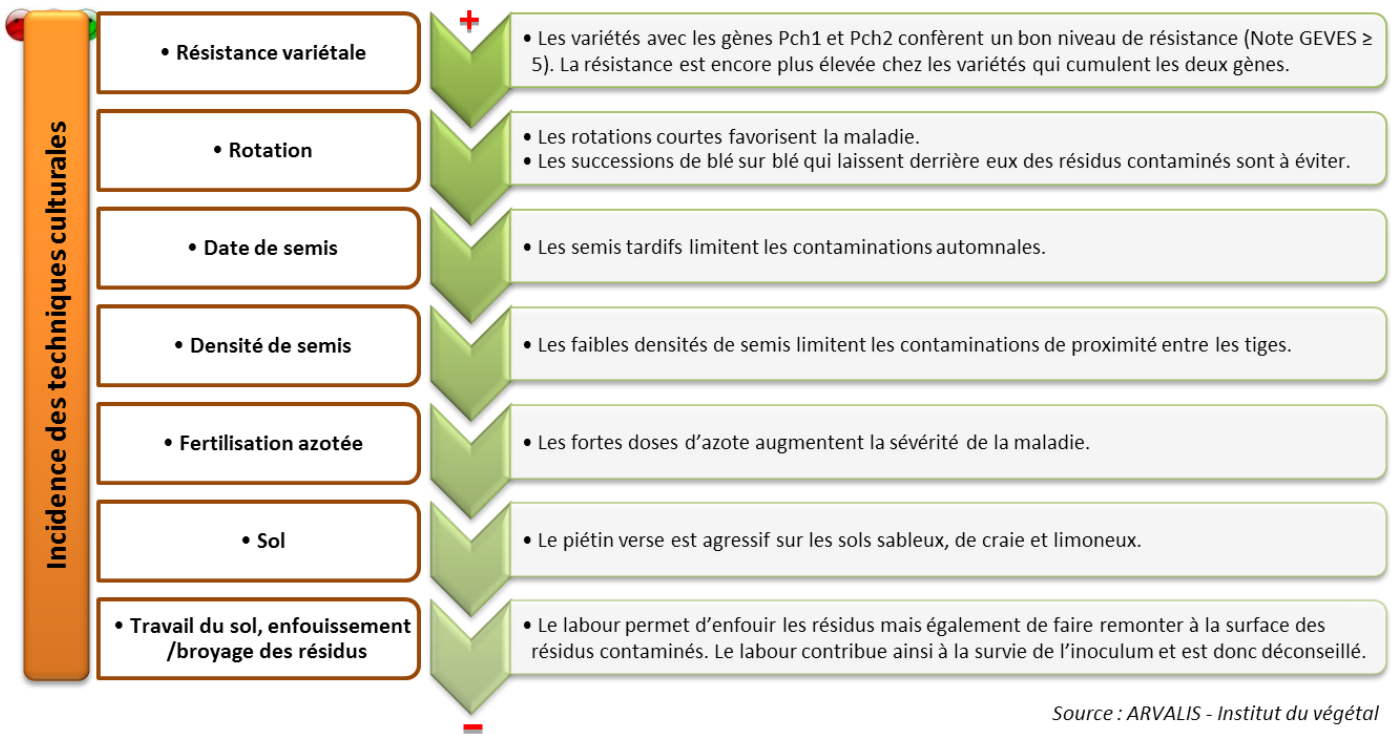 Incidence des techniques culturales
+
• Résistance variétale
• Les variétés avec les gènes Pch1 et Pch2 confèrent un bon niveau de résistance (Note GEVES ≥
5). La résistance est encore plus élevée chez les variétés qui cumulent les deux gènes.
• Rotation
• Les rotations courtes favorisent la maladie.
• Les successions de blé sur blé qui laissent derrière eux des résidus contaminés sont à éviter.
• Date de semis
• Les semis tardifs limitent les contaminations automnales.
• Densité de semis
• Les faibles densités de semis limitent les contaminations de proximité entre les tiges.
• Fertilisation azotée
• Les fortes doses d’azote augmentent la sévérité de la maladie.
• Sol
• Le piétin verse est agressif sur les sols sableux, de craie et limoneux.
• Travail du sol, enfouissement
/broyage des résidus
• Le labour permet d’enfouir les résidus mais également de faire remonter à la surface des
résidus contaminés. Le labour contribue ainsi à la survie de l’inoculum et est donc déconseillé.
–
Source : ARVALIS - Institut du végétal